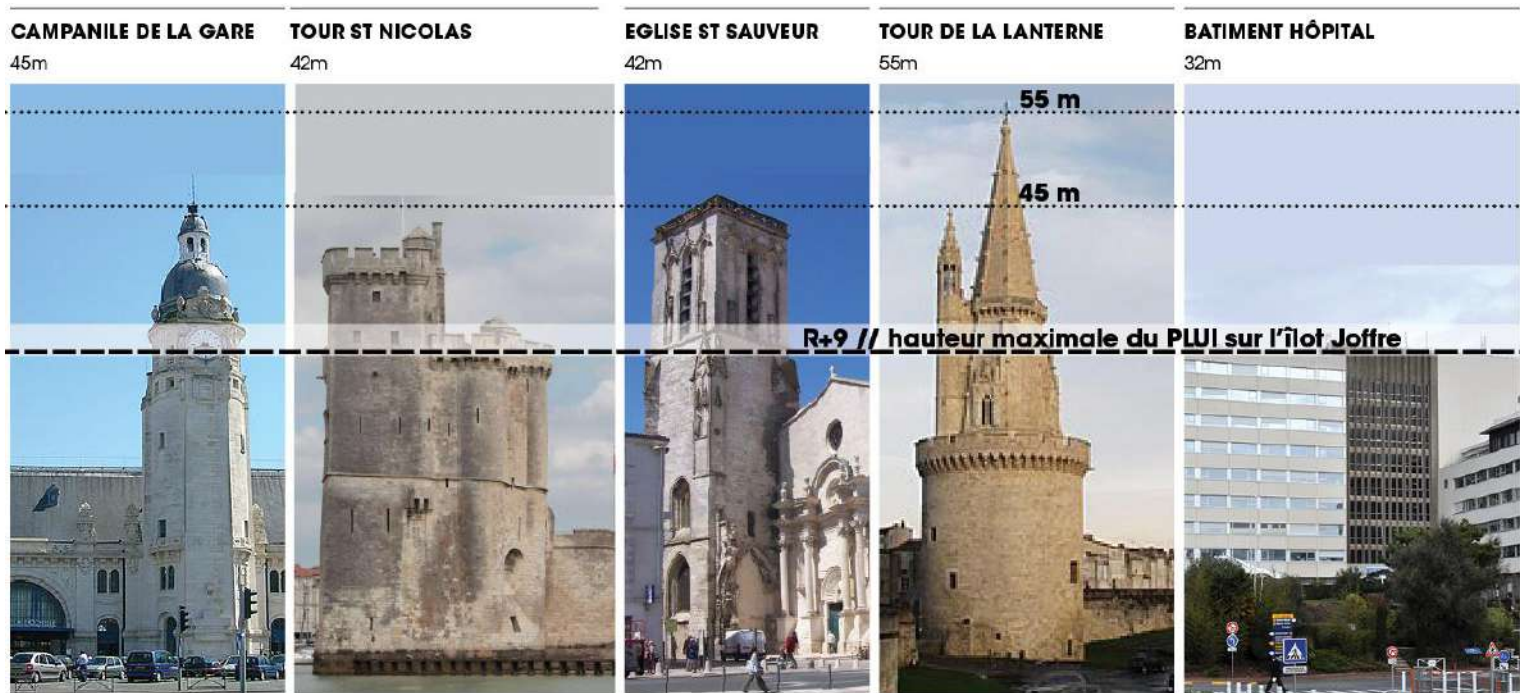 CAMPANILE DE LA GARE
45m
TOUR ST NICOLAS
42m
EGLISE ST SAUVEUR
42m
TOUR DE LA LANTERNE
55m
BATIMENT HÔPITAL
32m
55 m
45 m
R+9 // hauteur maximale du PLUI sur l'îlot Joffre